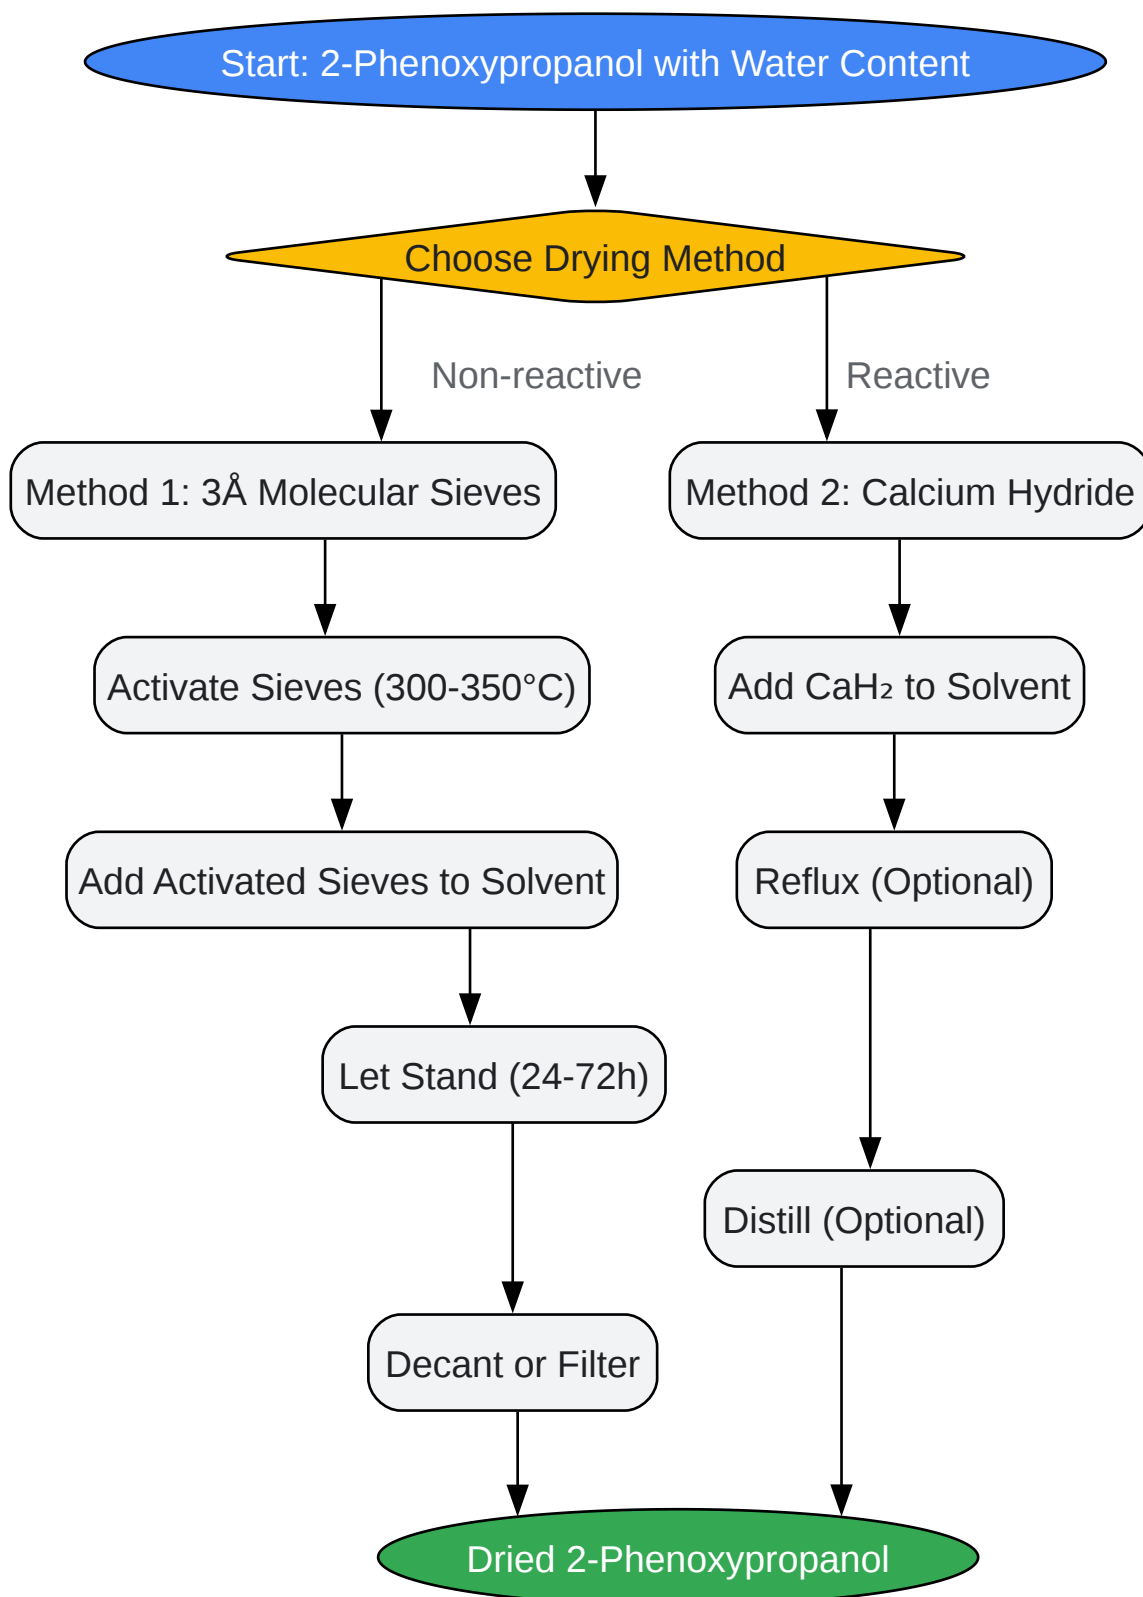 Start: 2-Phenoxypropanol with Water Content
Choose Drying Method
Non-reactive
Reactive
Method 1: 3Å Molecular Sieves
Method 2: Calcium Hydride
Activate Sieves (300-350°C)
Add CaH₂ to Solvent
Add Activated Sieves to Solvent
Reflux (Optional)
Let Stand (24-72h)
Distill (Optional)
Decant or Filter
Dried 2-Phenoxypropanol